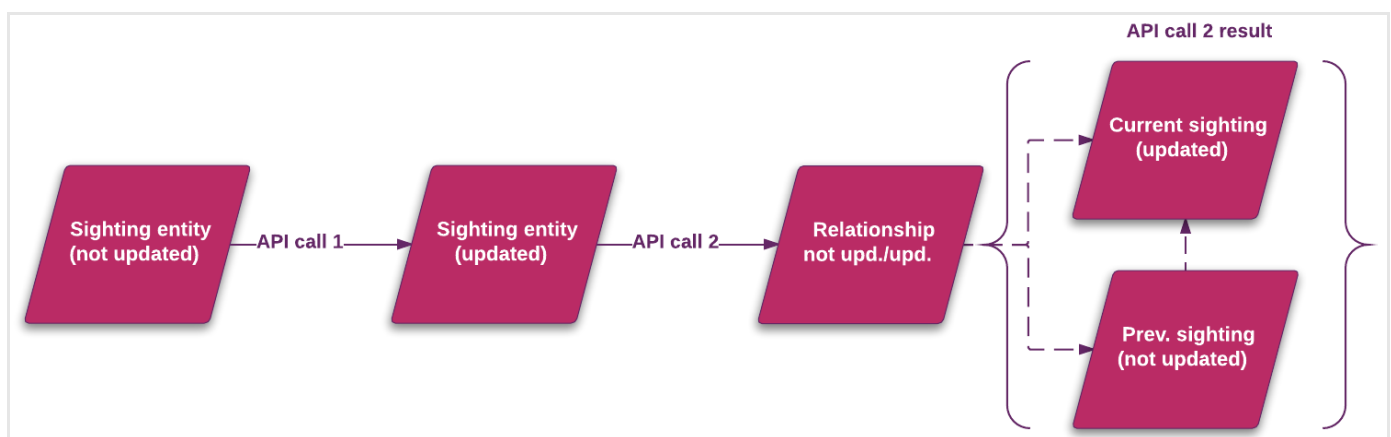 API call 2 result
Sighting entity
(not updated)
API call 1
Sighting entity
(updated)
API call 2
Relationship
not upd./upd.
Current sighting
(updated)
Prev. sighting
(not updated)